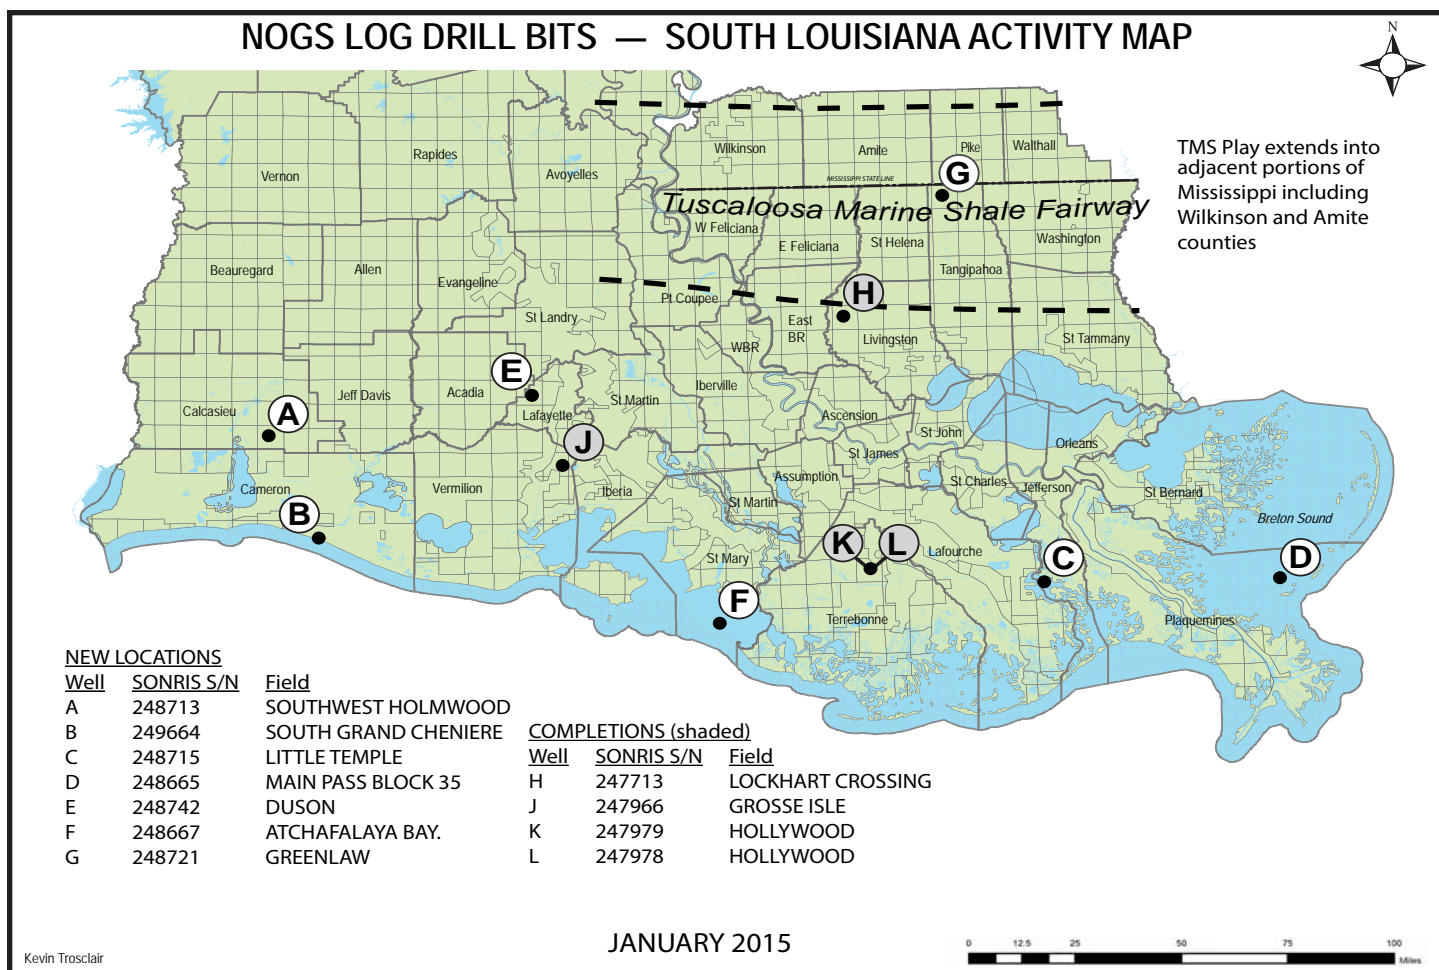 NOGS LOG DRILL BITS — SOUTH LOUISIANA ACTIVITY MAP
N
TMS Play extends into
adjacent portions of
Mississippi including
Wilkinson and Amite
counties
Wilkinson
Amite
Pike
Walthall
Rapides
Vernon
Avoyelles
G
MISSISSIPPI STATE LINE
Tuscaloosa Marine Shale Fairway
W Feliciana
E Feliciana
St Helena
Washington
Beauregard
Allen
Evangeline
Tangipahoa
Pt Coupee
H
St Landry
East
BR
Livingston
St Tammany
WBR
E
Acadia
Jeff Davis
Iberville
St Martin
Calcasieu
A
Lafayette
Ascension
St John
Orleans
J
St James
Assumption
St Charles
Jefferson
Cameron
Vermilion
Iberia
St Martin
St Bernard
B
Breton Sound
K
L
Lafourche
St Mary
C
D
F
Terrebonne
Plaquemines
NEW LOCATIONS
Well SONRIS S/N Field
A 248713 SOUTHWEST HOLMWOOD
B 249664 SOUTH GRAND CHENIERE
C 248715 LITTLE TEMPLE
D 248665 MAIN PASS BLOCK 35
E 248742 DUSON
F 248667 ATCHAFALAYA BAY.
G 248721 GREENLAW
COMPLETIONS (shaded)
Well SONRIS S/N Field
H 247713 LOCKHART CROSSING
J 247966 GROSSE ISLE
K 247979 HOLLYWOOD
L 247978 HOLLYWOOD
JANUARY 2015
0 12.5 25 50 75 100
Miles
Kevin Trosclair